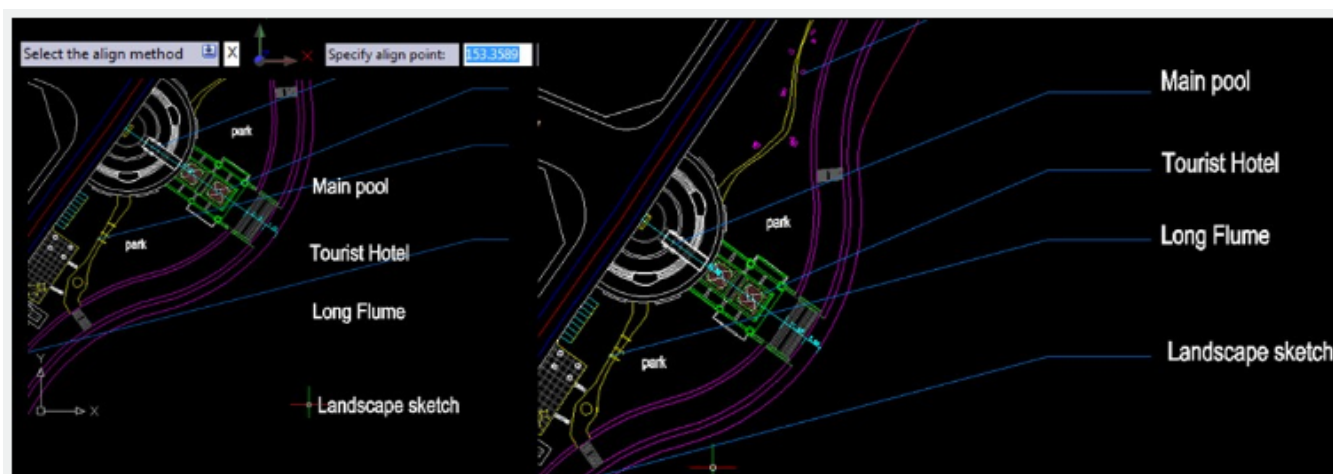 Select the align method X
Specify align point: 153.3589
park
Main pool
park
Tourist Hotel
Long Flume
Y
X
Landscape sketch
Main pool
Tourist Hotel
park
Long Flume
Landscape sketch
park